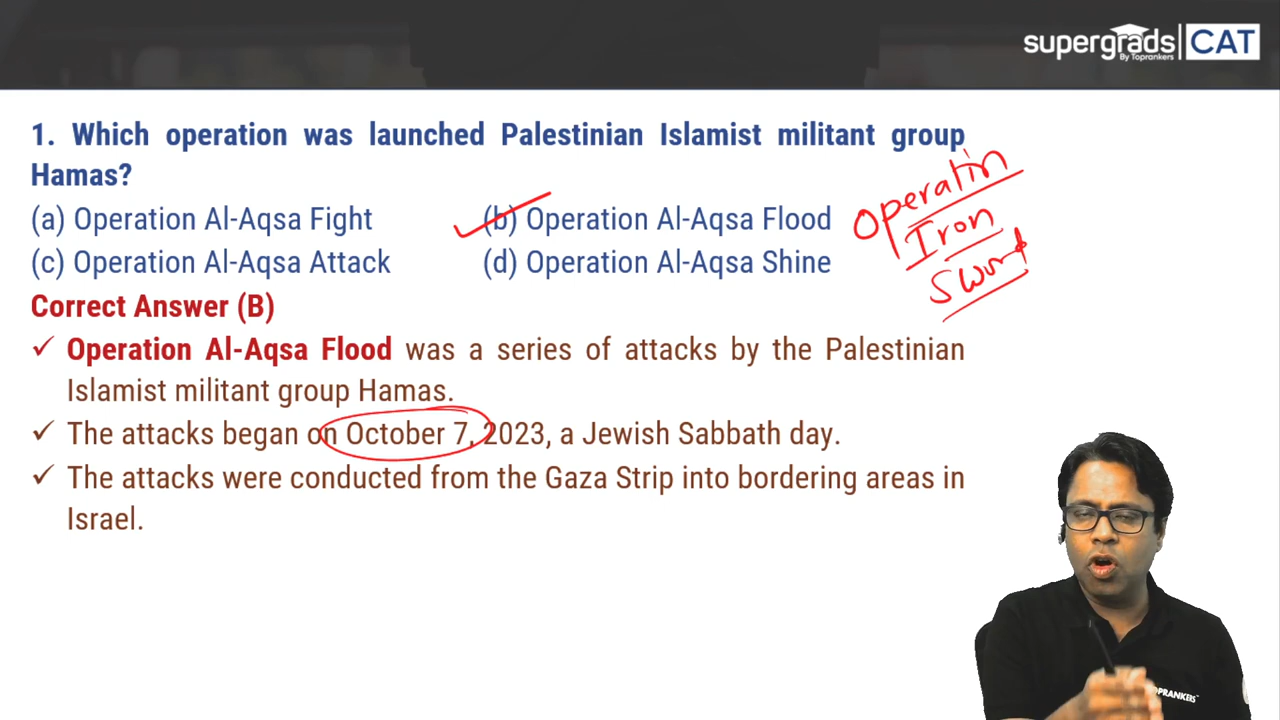 supergrads CAT
By Toprankers
1. Which operation was launched Palestinian Islamist militant group
Hamas?
(a) Operation Al-Aqsa Fight
(b) Operation Al-Aqsa Flood
(c) Operation Al-Aqsa Attack
(d) Operation Al-Aqsa Shine
Operatin
Iron
Sword
Correct Answer (B)
✓ Operation Al-Aqsa Flood was a series of attacks by the Palestinian
Islamist militant group Hamas.
✓ The attacks began on October 7, 2023, a Jewish Sabbath day.
✓ The attacks were conducted from the Gaza Strip into bordering areas in
Israel.
TOPRANKERS